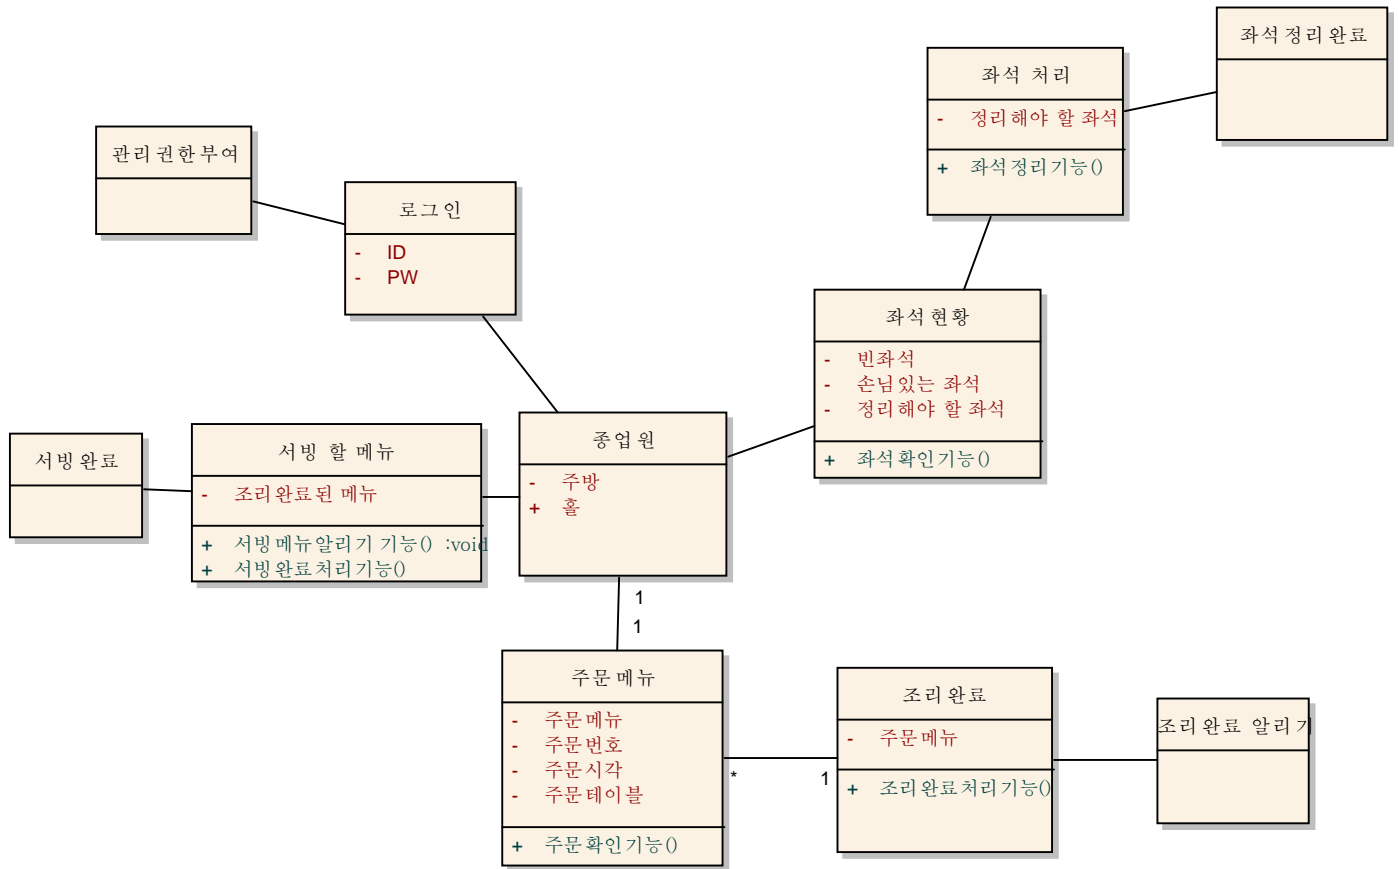 좌석정리완료
좌석 처리
- 정리해야 할 좌석
+ 좌석정리기능()
관리권한부여
로그인
- ID
- PW
좌석현황
- 빈좌석
- 손님있는 좌석
- 정리해야 할 좌석
+ 좌석확인기능()
서빙완료
서빙 할 메뉴
- 조리완료된 메뉴
+ 서빙메뉴알리기 기능() :void
+ 서빙완료처리기능()
종업원
- 주방
+ 홀
1
1
주문메뉴
- 주문메뉴
- 주문번호
- 주문시각
- 주문테이블
+ 주문확인기능()
*
1
조리완료
- 주문메뉴
+ 조리완료처리기능()
조리완료 알리기